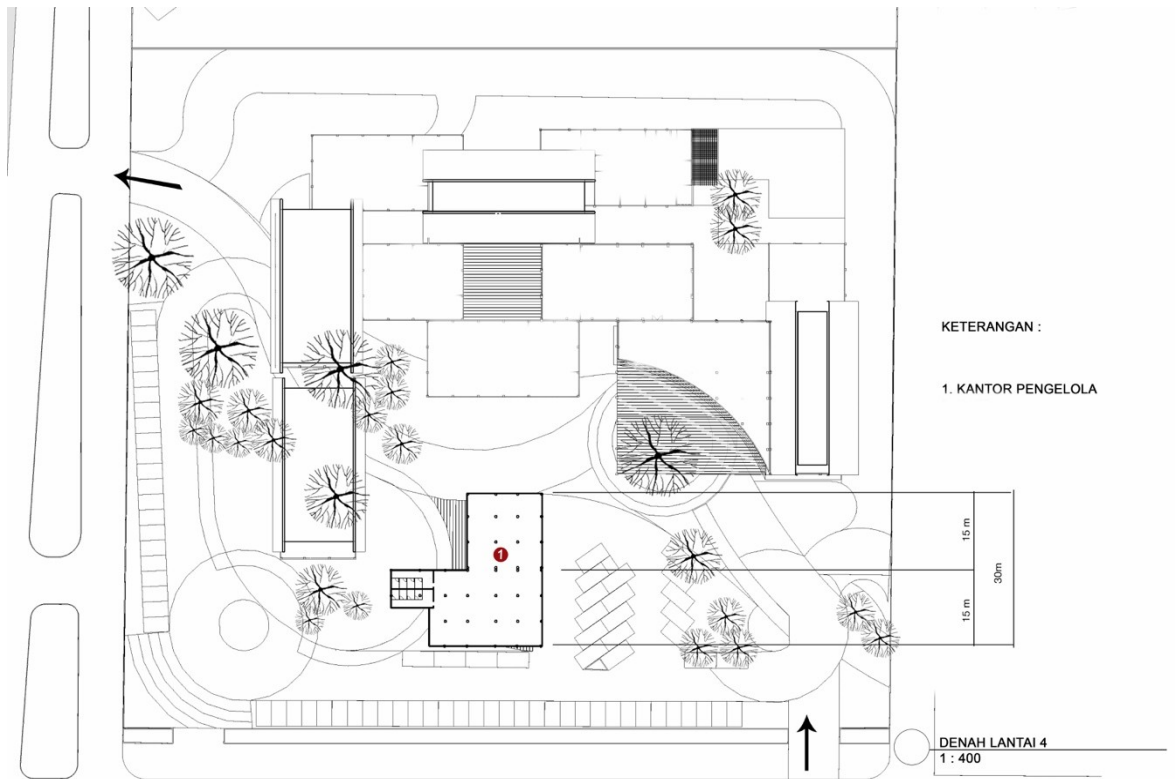 KETERANGAN :
1. KANTOR PENGELOLA
1
15 m
30m
15 m
DENAH LANTAI 4
1 : 400